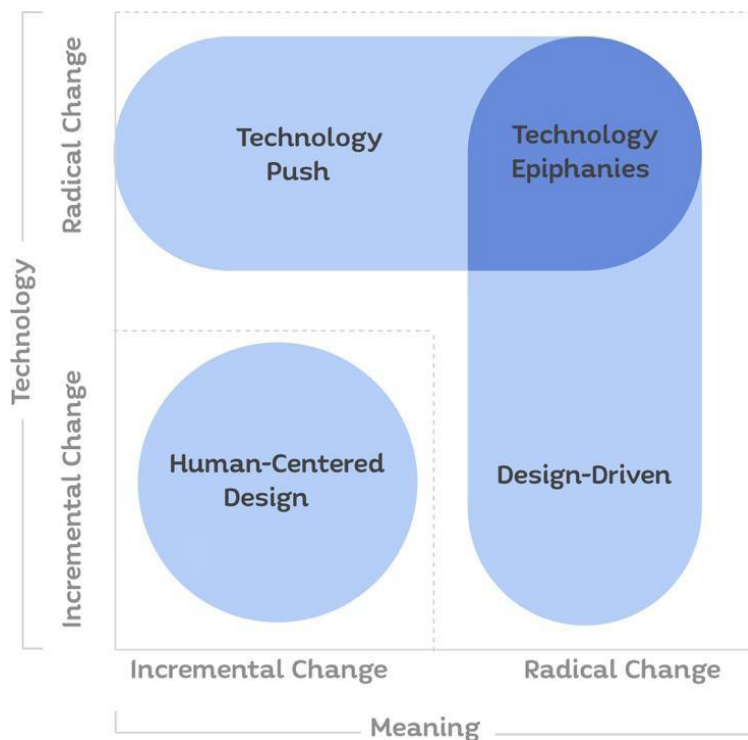 Technology
Radical Change
Incremental Change
Technology
Push
Technology
Epiphanies
Human-Centered
Design
Design-Driven
Incremental Change
Radical Change
Meaning